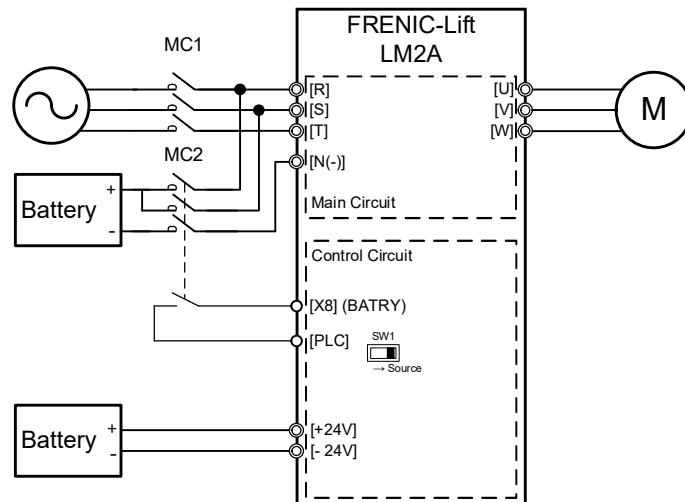 FRENIC-Lift
LM2A
MC1
[R]
[S]
[T]
[N(-)]
[U]
[V]
[W]
M
MC2
Main Circuit
Battery
+
-
Control Circuit
[X8] (BATRY)
[PLC]
SW1
→ Source
Battery
+
-
[+24V]
[- 24V]